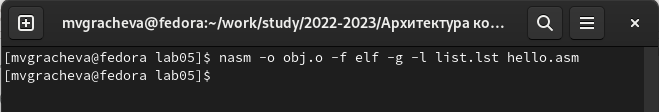 mvgracheva@fedora:~/work/study/2022-2023/Архитектура ко...
[mvgracheva@fedora lab05]$ nasm -o obj.o -f elf -g -l list.lst hello.asm
[mvgracheva@fedora lab05]$